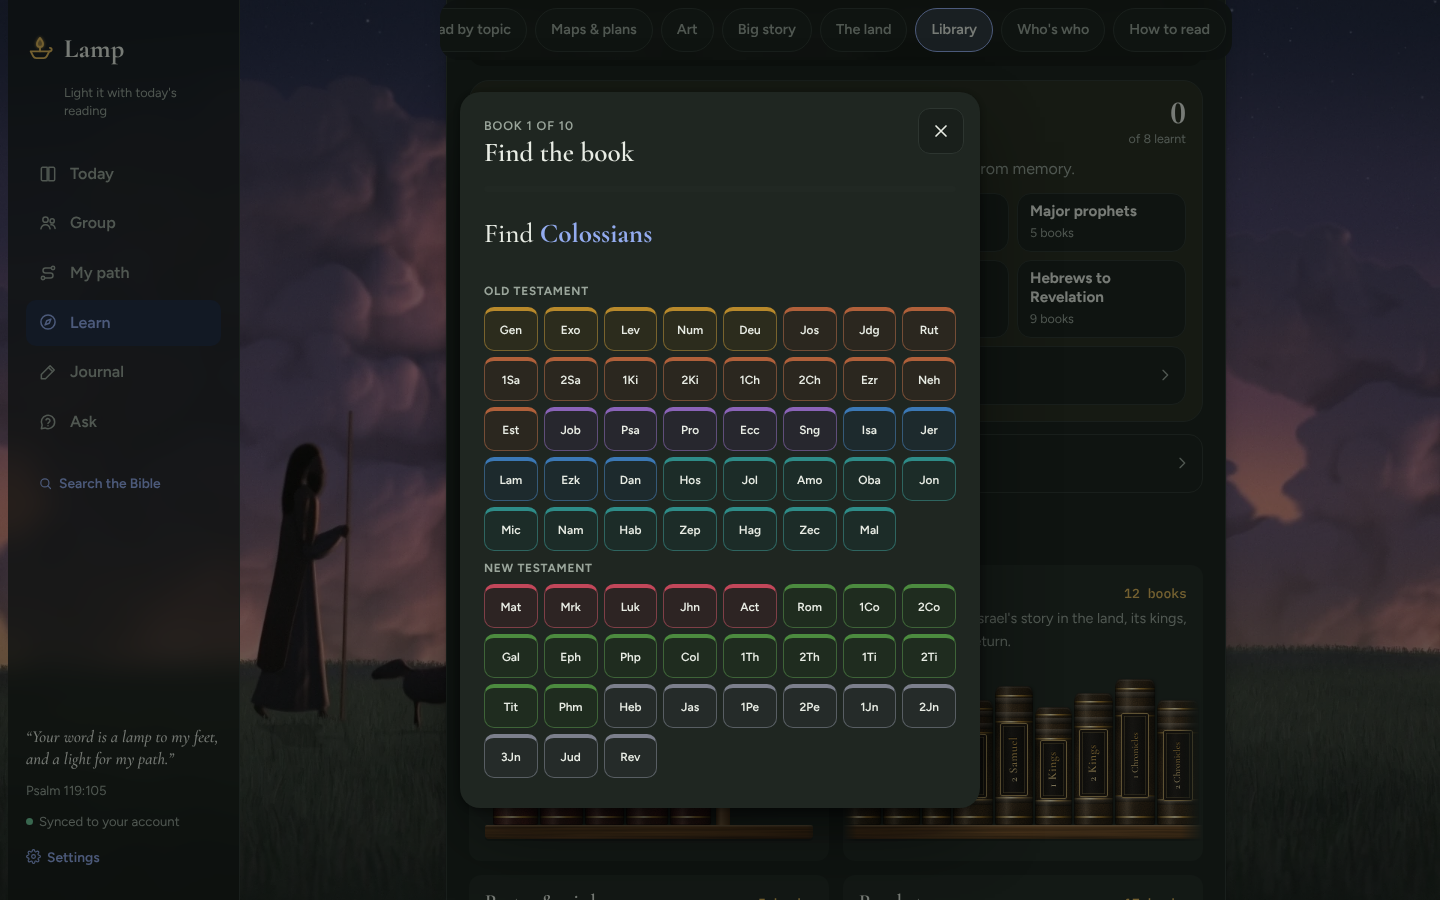 Lamp
Light it with today's
reading
Today
Group
My path
Learn
Journal
Ask
Search the Bible
“Your word is a lamp to my feet,
and a light for my path.”
Psalm 119:105
Synced to your account
Settings
ad by topic
Maps & plans
Art
Big story
The land
Library
Who's who
How to read
0
of 8 learnt
rom memory.
Major prophets
5 books
Hebrews to
Revelation
9 books
BOOK 1 OF 10
Find the book
Find Colossians
OLD TESTAMENT
Gen Exo Lev Num Deu Jos Jdg Rut
1Sa 2Sa 1Ki 2Ki 1Ch 2Ch Ezr Neh
Est Job Psa Pro Ecc Sng Isa Jer
Lam Ezk Dan Hos Jol Amo Oba Jon
Mic Nam Hab Zep Hag Zec Mal
NEW TESTAMENT
Mat Mrk Luk Jhn Act Rom 1Co 2Co
Gal Eph Php Col 1Th 2Th 1Ti 2Ti
Tit Phm Heb Jas 1Pe 2Pe 1Jn 2Jn
3Jn Jud Rev
12 books
srael's story in the land, its kings,
turn.
2 Samuel
1 Kings
2 Kings
1 Chronicles
2 Chronicles